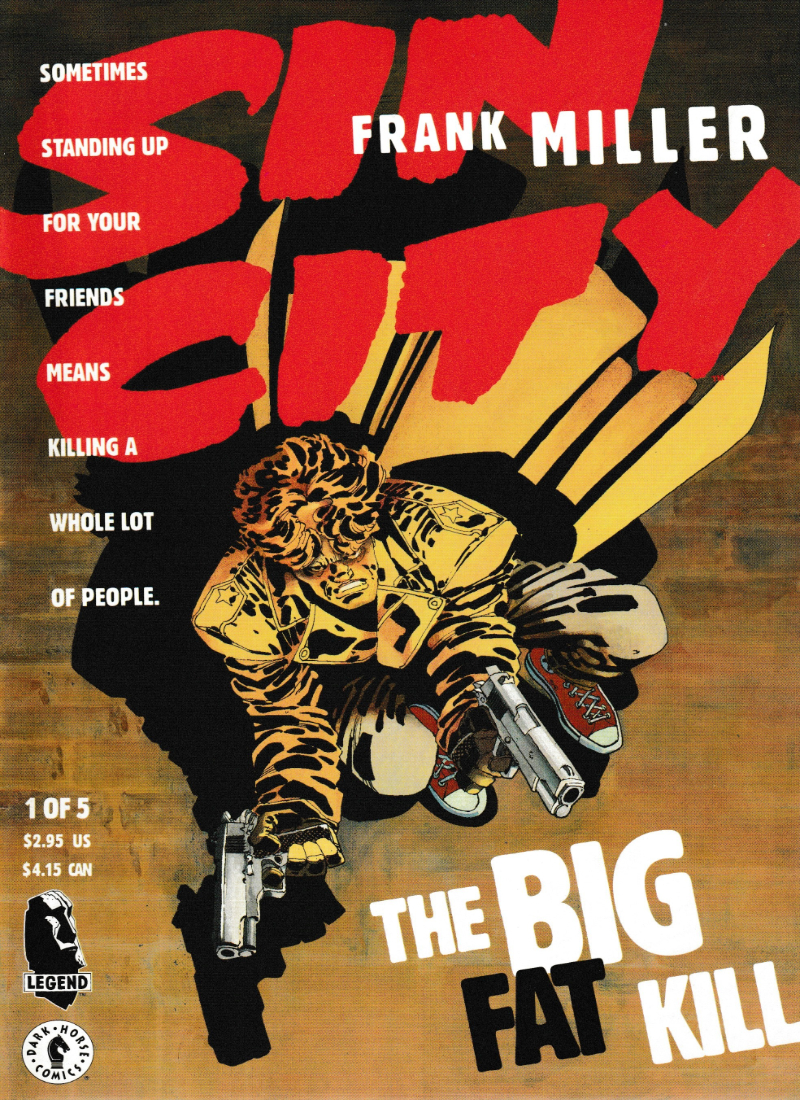 SIN
CITY
FRANK MILLER
SOMETIMES
STANDING UP
FOR YOUR
FRIENDS
MEANS
KILLING A
WHOLE LOT
OF PEOPLE.
1 OF 5
$2.95 US
$4.15 CAN
LEGEND
DARK HORSE COMICS
THE BIG
FAT KILL